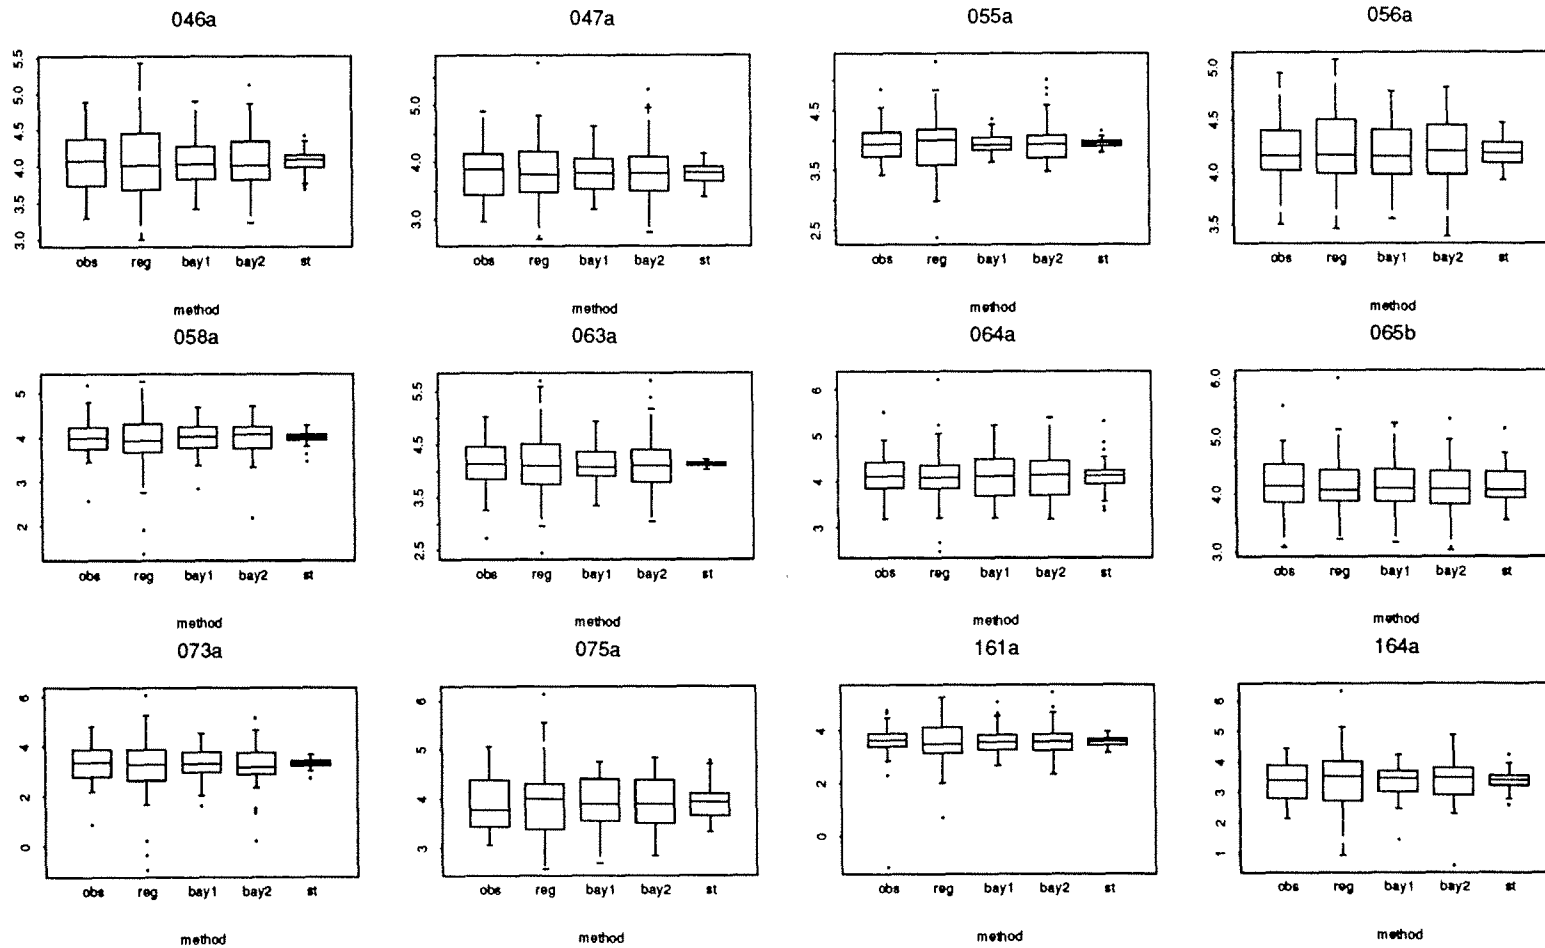 046a
047a
055a
056a
5.5
5.0
4.5
4.0
3.5
3.0
obs reg bay1 bay2 st
method
5.0
4.0
3.0
obs reg bay1 bay2 st
method
4.5
3.5
2.5
obs reg bay1 bay2 st
method
5.0
4.5
4.0
3.5
obs reg bay1 bay2 st
method
058a
063a
064a
065b
5
4
3
2
obs reg bay1 bay2 st
method
5.5
4.5
3.5
2.5
obs reg bay1 bay2 st
method
6
5
4
3
obs reg bay1 bay2 st
method
6.0
5.0
4.0
3.0
obs reg bay1 bay2 st
method
073a
075a
161a
164a
6
4
2
0
obs reg bay1 bay2 st
method
6
5
4
3
obs reg bay1 bay2 st
method
4
2
0
obs reg bay1 bay2 st
method
6
5
4
3
2
1
obs reg bay1 bay2 st
method